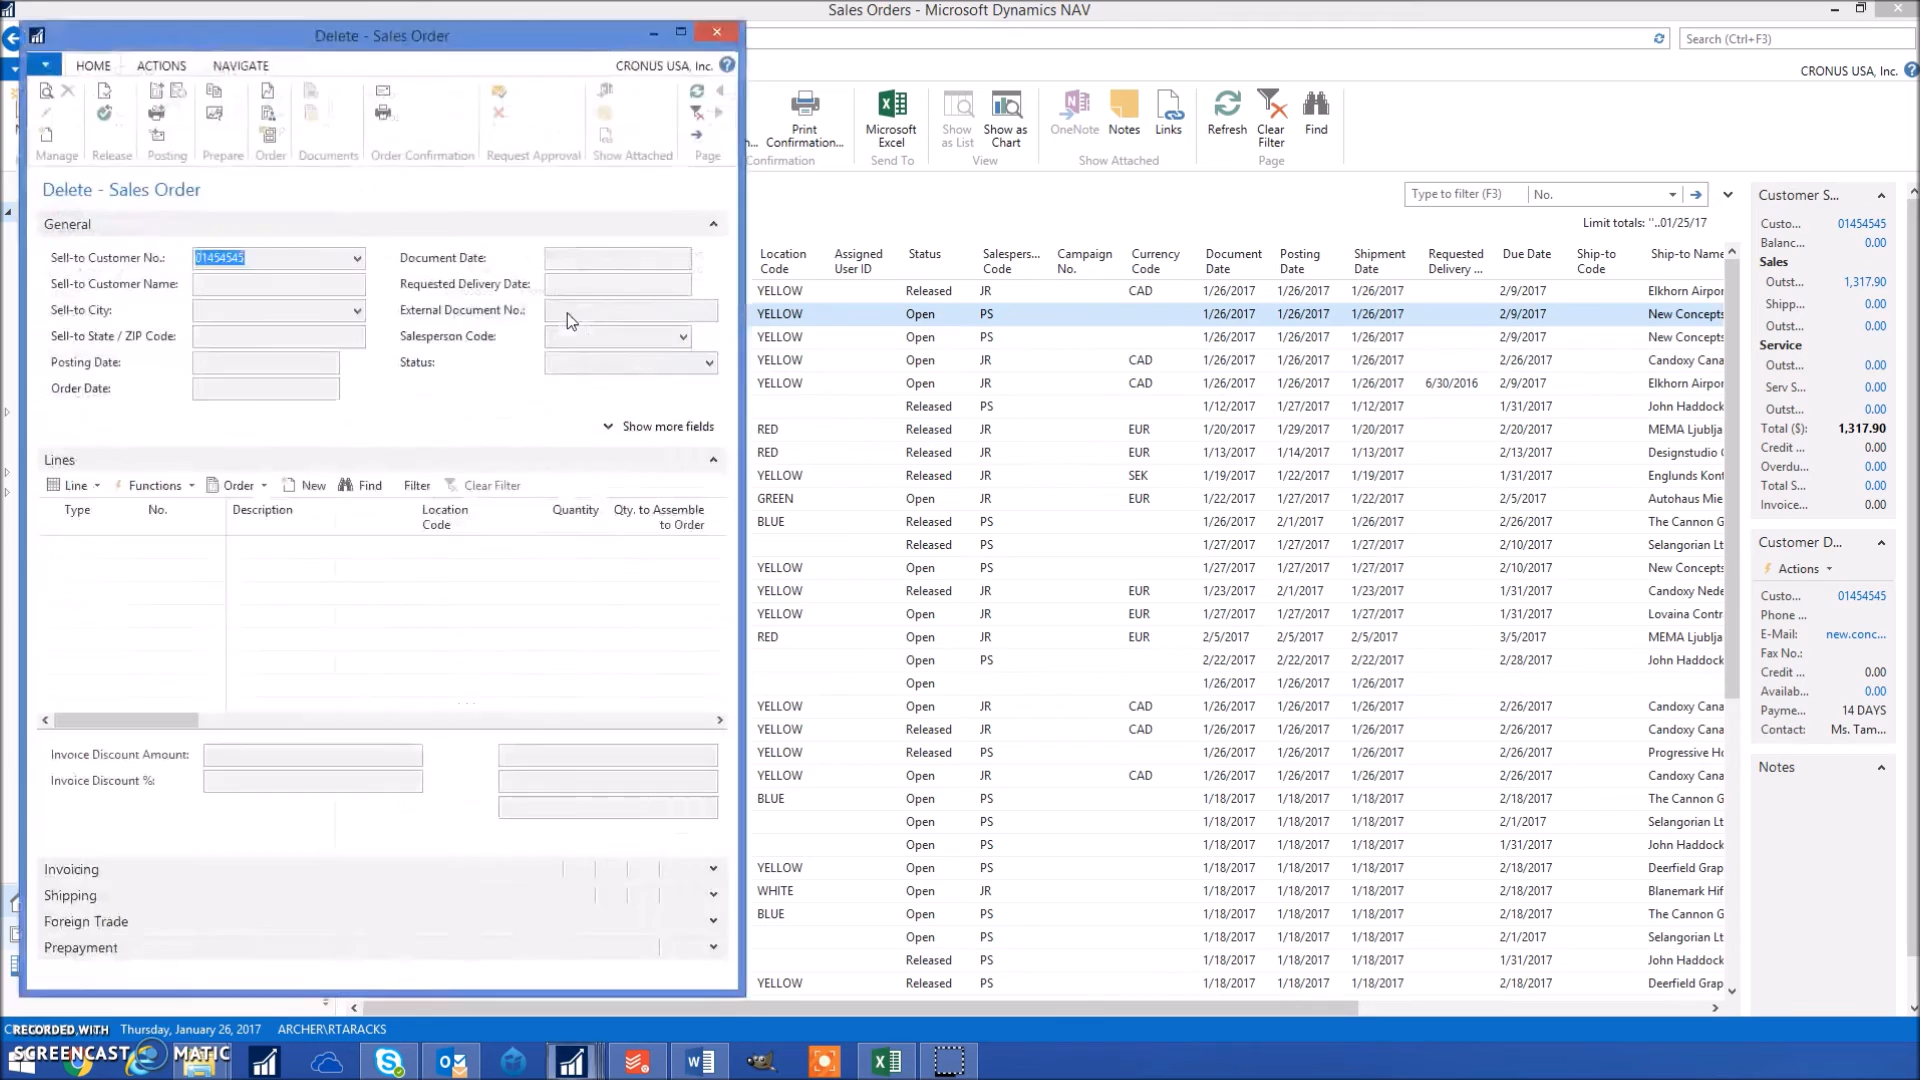 Sales Orders - Microsoft Dynamics NAV
Delete - Sales Order
Search (Ctrl+F3)
HOME ACTIONS NAVIGATE CRONUS USA, Inc.
CRONUS USA, Inc.
Manage Release Posting Prepare Order Documents Order Confirmation Request Approval Show Attached Page
Print Confirmation...
Microsoft Excel
Show as List
Show as Chart
OneNote
Notes
Links
Refresh
Clear Filter
Find
Confirmation Send To View Show Attached Page
Delete - Sales Order
General
Sell-to Customer No.: 01454545
Sell-to Customer Name:
Sell-to City:
Sell-to State / ZIP Code:
Posting Date:
Order Date:
Document Date:
Requested Delivery Date:
External Document No.:
Salesperson Code:
Status:
Show more fields
Lines
Line Functions Order New Find Filter Clear Filter
Type No. Description Location Code Quantity Qty. to Assemble to Order
Invoice Discount Amount:
Invoice Discount %:
Invoicing
Shipping
Foreign Trade
Prepayment
Type to filter (F3) No.
Limit totals: ''..01/25/17
Location Code Assigned User ID Status Salespers... Code Campaign No. Currency Code Document Date Posting Date Shipment Date Requested Delivery ... Due Date Ship-to Code Ship-to Name
YELLOW Released JR CAD 1/26/2017 1/26/2017 1/26/2017 2/9/2017 Elkhorn Airpor
YELLOW Open PS 1/26/2017 1/26/2017 1/26/2017 2/9/2017 New Concepts
YELLOW Open PS 1/26/2017 1/26/2017 1/26/2017 2/9/2017 New Concepts
YELLOW Open JR CAD 1/26/2017 1/26/2017 1/26/2017 2/26/2017 Candoxy Cana
YELLOW Open JR CAD 1/26/2017 1/26/2017 1/26/2017 6/30/2016 2/9/2017 Elkhorn Airpor
Released PS 1/12/2017 1/27/2017 1/12/2017 1/31/2017 John Haddock
RED Released JR EUR 1/20/2017 1/29/2017 1/20/2017 2/20/2017 MEMA Ljublja
RED Released JR EUR 1/13/2017 1/14/2017 1/13/2017 2/13/2017 Designstudio
YELLOW Released JR SEK 1/19/2017 1/22/2017 1/19/2017 1/31/2017 Englunds Kont
GREEN Open JR EUR 1/22/2017 1/27/2017 1/22/2017 2/5/2017 Autohaus Mie
BLUE Released PS 1/26/2017 2/1/2017 1/26/2017 2/26/2017 The Cannon G
Released PS 1/27/2017 1/27/2017 1/27/2017 2/10/2017 Selangorian Lt
YELLOW Open PS 1/27/2017 1/27/2017 1/27/2017 2/10/2017 New Concepts
YELLOW Released JR EUR 1/23/2017 2/1/2017 1/23/2017 1/31/2017 Candoxy Nede
YELLOW Open JR EUR 1/27/2017 1/27/2017 1/27/2017 1/31/2017 Lovaina Contra
RED Open JR EUR 2/5/2017 2/5/2017 2/5/2017 3/5/2017 MEMA Ljublja
Open PS 2/22/2017 2/22/2017 2/22/2017 2/28/2017 John Haddock
Open 1/26/2017 1/26/2017 1/26/2017
YELLOW Open JR CAD 1/26/2017 1/26/2017 1/26/2017 2/26/2017 Candoxy Cana
YELLOW Released JR CAD 1/26/2017 1/26/2017 1/26/2017 2/26/2017 Candoxy Cana
YELLOW Released PS 1/26/2017 1/26/2017 1/26/2017 2/26/2017 Progressive Ho
YELLOW Open JR CAD 1/26/2017 1/26/2017 1/26/2017 2/26/2017 Candoxy Cana
BLUE Open PS 1/18/2017 1/18/2017 1/18/2017 2/18/2017 The Cannon G
Open PS 1/18/2017 1/18/2017 1/18/2017 2/1/2017 Selangorian Lt
Open PS 1/18/2017 1/18/2017 1/18/2017 1/31/2017 John Haddock
YELLOW Open PS 1/18/2017 1/18/2017 1/18/2017 2/18/2017 Deerfield Grap
WHITE Open JR 1/18/2017 1/18/2017 1/18/2017 2/18/2017 Blanemark Hif
BLUE Open PS 1/18/2017 1/18/2017 1/18/2017 2/18/2017 The Cannon G
Open PS 1/18/2017 1/18/2017 1/18/2017 2/1/2017 Selangorian Lt
Released PS 1/18/2017 1/18/2017 1/18/2017 1/31/2017 John Haddock
YELLOW Released PS 1/18/2017 1/18/2017 1/18/2017 2/18/2017 Deerfield Grap
Customer S...
Custo... 01454545
Balanc... 0.00
Sales
Outst... 1,317.90
Shipp... 0.00
Outst... 0.00
Service
Outst... 0.00
Serv S... 0.00
Outst... 0.00
Total ($): 1,317.90
Credit ... 0.00
Overdu... 0.00
Total S... 0.00
Invoice... 0.00
Customer D...
Actions
Custo... 01454545
Phone ...
E-Mail: new.conc...
Fax No.:
Credit ... 0.00
Availab... 0.00
Payme... 14 DAYS
Contact: Ms. Tam...
Notes
RECORDED WITH
SCREENCAST MATIC
Thursday, January 26, 2017 ARCHER\RTARACKS